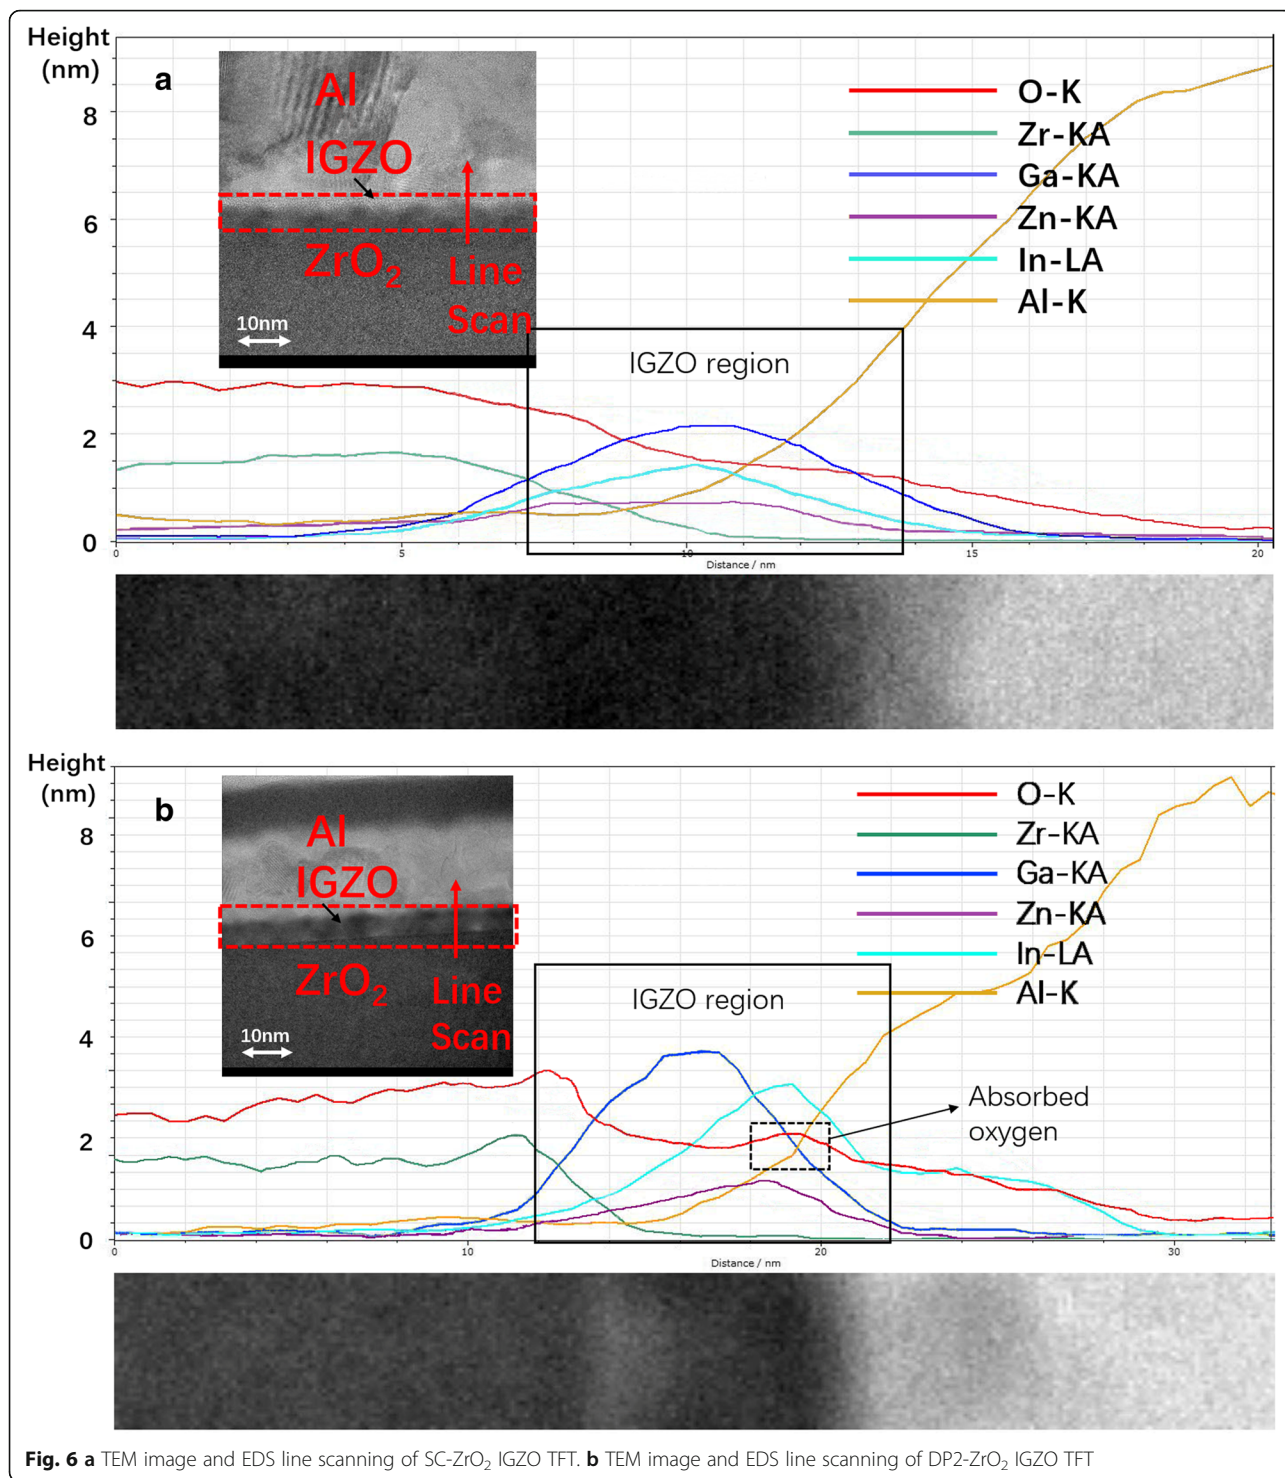 Height
(nm)
a
8
6
4
2
0
Al
IGZO
ZrO₂
Line
Scan
10nm
O-K
Zr-KA
Ga-KA
Zn-KA
In-LA
Al-K
IGZO region
0
5
10
15
20
Distance / nm
Height
(nm)
b
8
6
4
2
0
Al
IGZO
ZrO₂
Line
Scan
10nm
O-K
Zr-KA
Ga-KA
Zn-KA
In-LA
Al-K
IGZO region
Absorbed
oxygen
0
10
20
30
Distance / nm
Fig. 6 a TEM image and EDS line scanning of SC-ZrO₂ IGZO TFT. b TEM image and EDS line scanning of DP2-ZrO₂ IGZO TFT